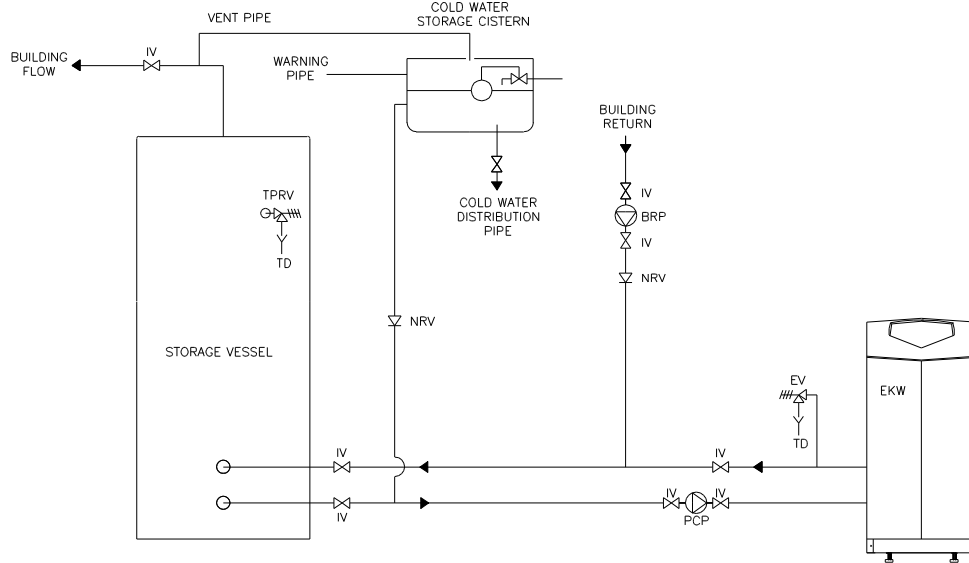 VENT PIPE
COLD WATER
STORAGE CISTERN
IV
BUILDING
FLOW
WARNING
PIPE
BUILDING
RETURN
TPRV
TD
COLD WATER
DISTRIBUTION
PIPE
IV
BRP
IV
NRV
NRV
STORAGE VESSEL
EV
TD
EKW
IV
IV
IV
IV
IV
PCP